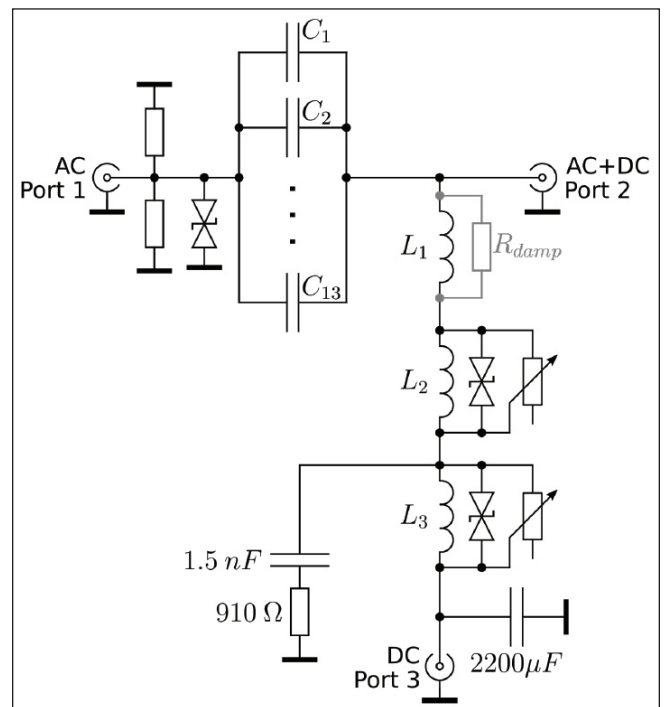 C₁
C₂
AC
Port 1
AC+DC
Port 2
L₁
R_damp
C₁₃
L₂
L₃
1.5 nF
910 Ω
DC
Port 3
2200μF